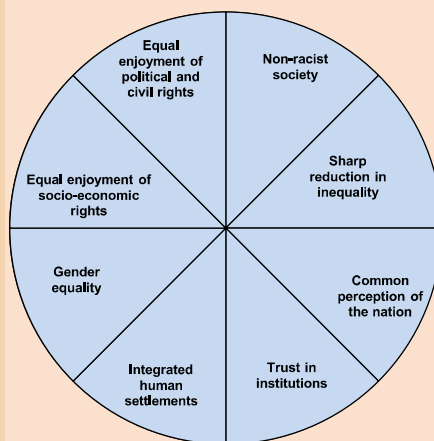 Equal
enjoyment of
political and
civil rights
Non-racist
society
Sharp
reduction in
inequality
Common
perception of
the nation
Trust in
institutions
Integrated
human
settlements
Gender
equality
Equal enjoyment of
socio-economic
rights